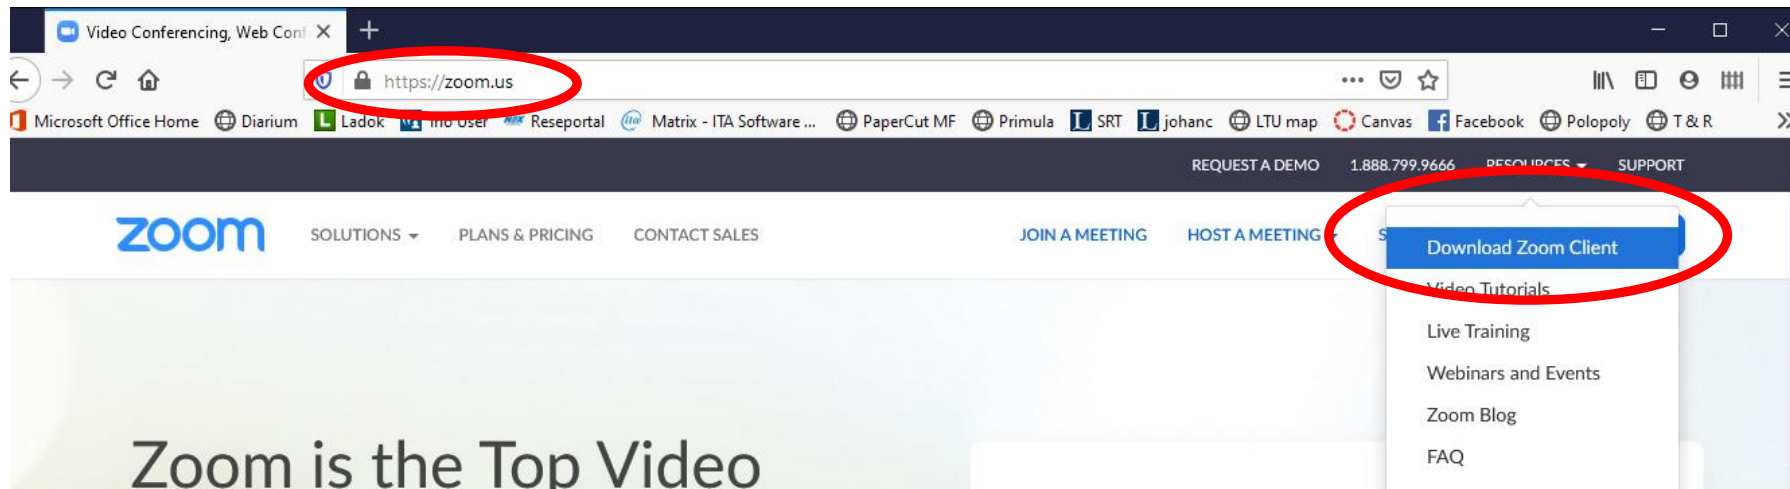 Video Conferencing, Web Conf
https://zoom.us
Microsoft Office Home Diarium Ladok Reseportal Matrix - ITA Software ... PaperCut MF Primula SRT johanc LTU map Canvas Facebook Polopoly T & R
REQUEST A DEMO 1.888.799.9666 RESOURCES SUPPORT
zoom SOLUTIONS PLANS & PRICING CONTACT SALES JOIN A MEETING HOST A MEETING
Download Zoom Client
Video Tutorials
Live Training
Webinars and Events
Zoom Blog
FAQ
Zoom is the Top Video